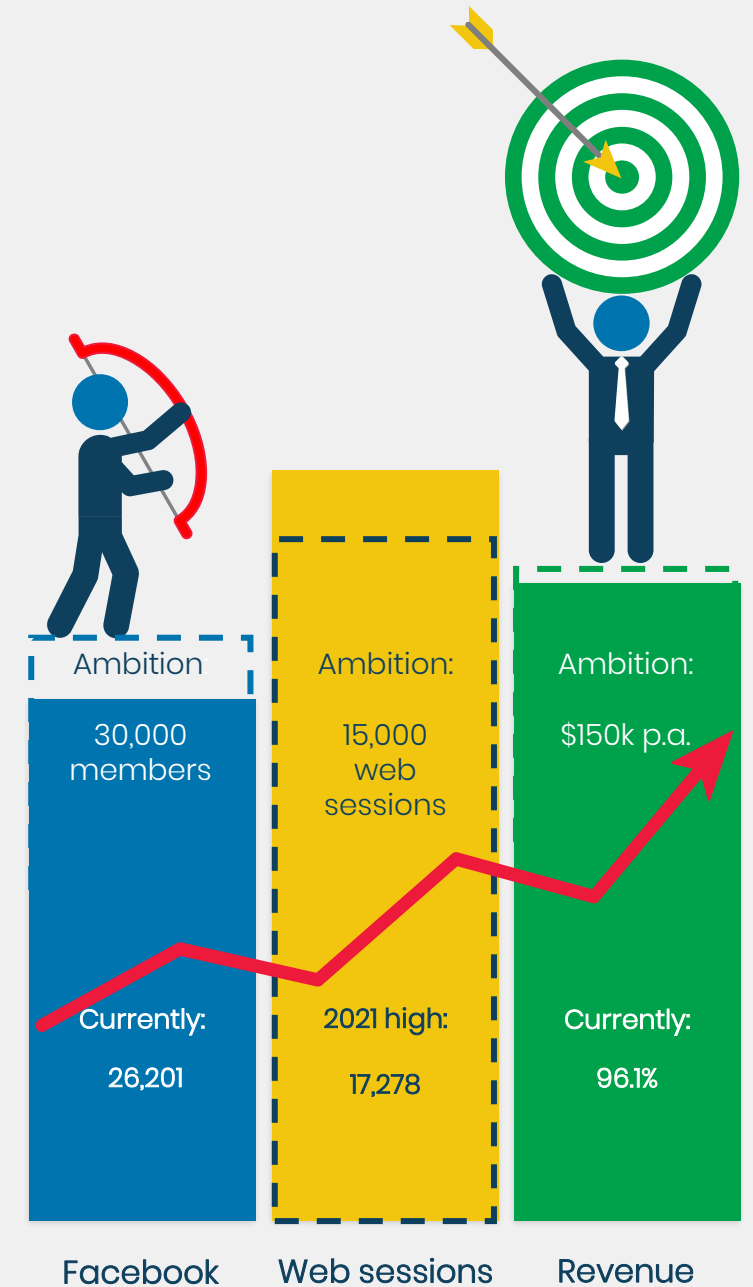 Ambition
30,000
members
Currently:
26,201
Facebook
Ambition:
15,000
web
sessions
2021 high:
17,278
Web sessions
Ambition:
$150k p.a.
Currently:
96.1%
Revenue